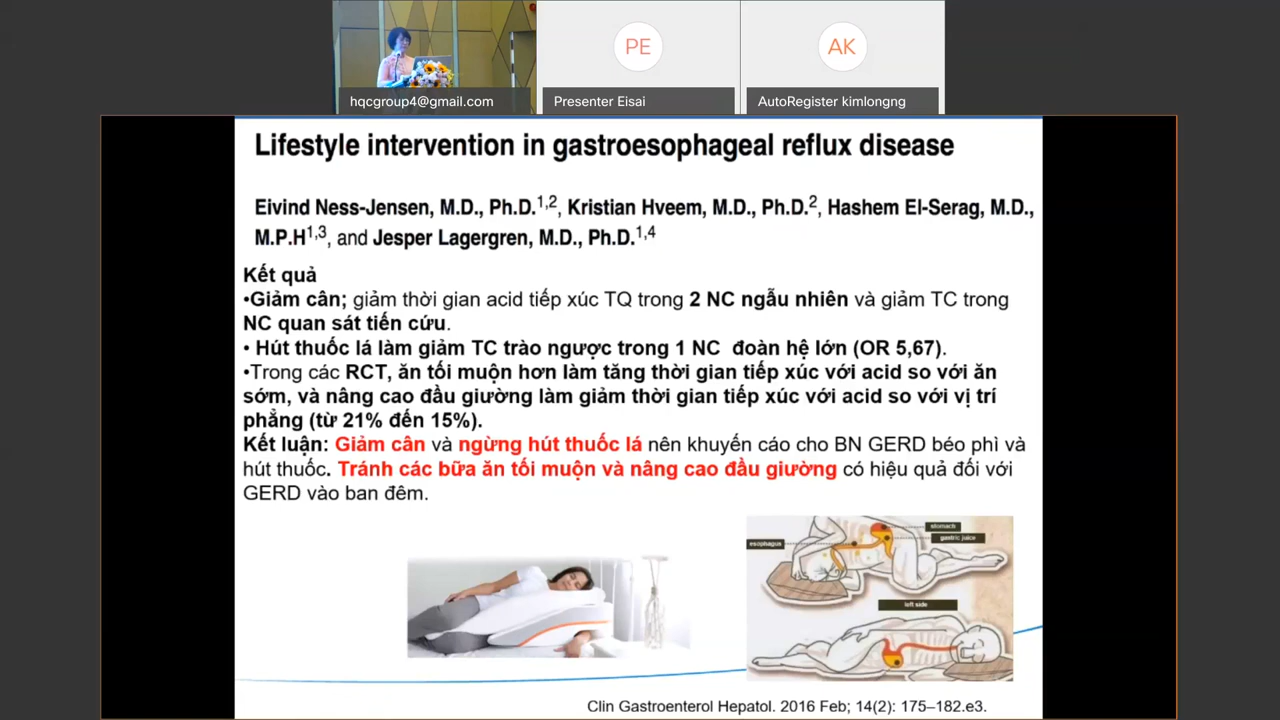 PE
AK
hqcgroup4@gmail.com
Presenter Eisai
AutoRegister kimlongng
Lifestyle intervention in gastroesophageal reflux disease
Eivind Ness-Jensen, M.D., Ph.D.1,2, Kristian Hveem, M.D., Ph.D.2, Hashem El-Serag, M.D.,
M.P.H1,3, and Jesper Lagergren, M.D., Ph.D.1,4
Kết quả
•Giảm cân; giảm thời gian acid tiếp xúc TQ trong 2 NC ngẫu nhiên và giảm TC trong
NC quan sát tiến cứu.
• Hút thuốc lá làm giảm TC trào ngược trong 1 NC đoàn hệ lớn (OR 5,67).
•Trong các RCT, ăn tối muộn hơn làm tăng thời gian tiếp xúc với acid so với ăn
sớm, và nâng cao đầu giường làm giảm thời gian tiếp xúc với acid so với vị trí
phẳng (từ 21% đến 15%).
Kết luận: Giảm cân và ngừng hút thuốc lá nên khuyến cáo cho BN GERD béo phì và
hút thuốc. Tránh các bữa ăn tối muộn và nâng cao đầu giường có hiệu quả đối với
GERD vào ban đêm.
stomach
gastric juice
esophagus
left side
Clin Gastroenterol Hepatol. 2016 Feb; 14(2): 175–182.e3.